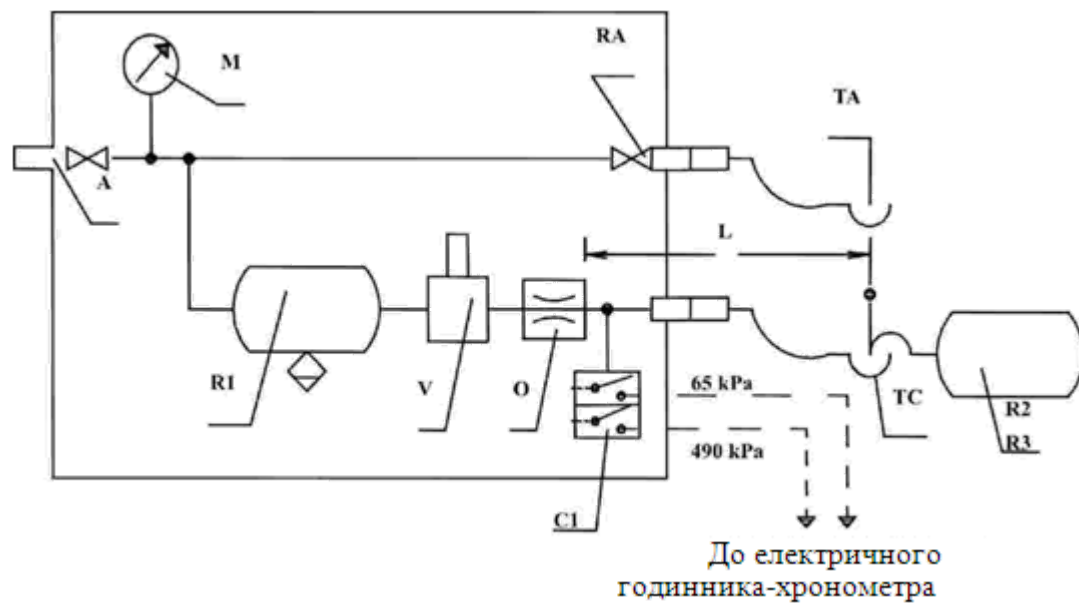 M
RA
TA
A
L
R1
V
O
65 kPa
TC
R2
R3
490 kPa
C1
До електричного
годинника-хронометра